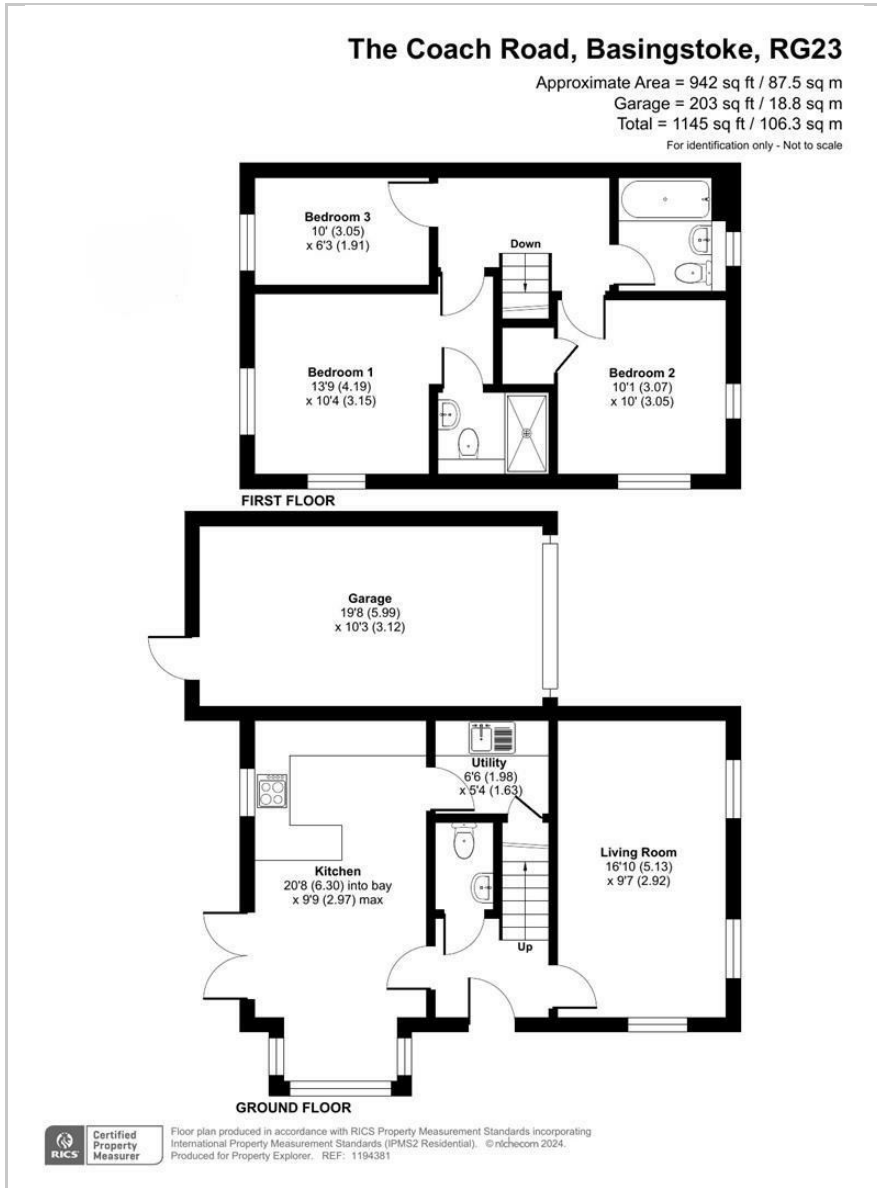 The Coach Road, Basingstoke, RG23
Approximate Area = 942 sq ft / 87.5 sq m
Garage = 203 sq ft / 18.8 sq m
Total = 1145 sq ft / 106.3 sq m
For identification only - Not to scale
Bedroom 3
10' (3.05)
x 6'3 (1.91)
Down
Bedroom 1
13'9 (4.19)
x 10'4 (3.15)
Bedroom 2
10'1 (3.07)
x 10' (3.05)
FIRST FLOOR
Garage
19'8 (5.99)
x 10'3 (3.12)
Utility
6'6 (1.98)
x 5'4 (1.63)
Living Room
16'10 (5.13)
x 9'7 (2.92)
Kitchen
20'8 (6.30) into bay
x 9'9 (2.97) max
Up
GROUND FLOOR
RICS
Certified
Property
Measurer
Floor plan produced in accordance with RICS Property Measurement Standards incorporating
International Property Measurement Standards (IPMS2 Residential). © nichecom 2024.
Produced for Property Explorer. REF: 1194381